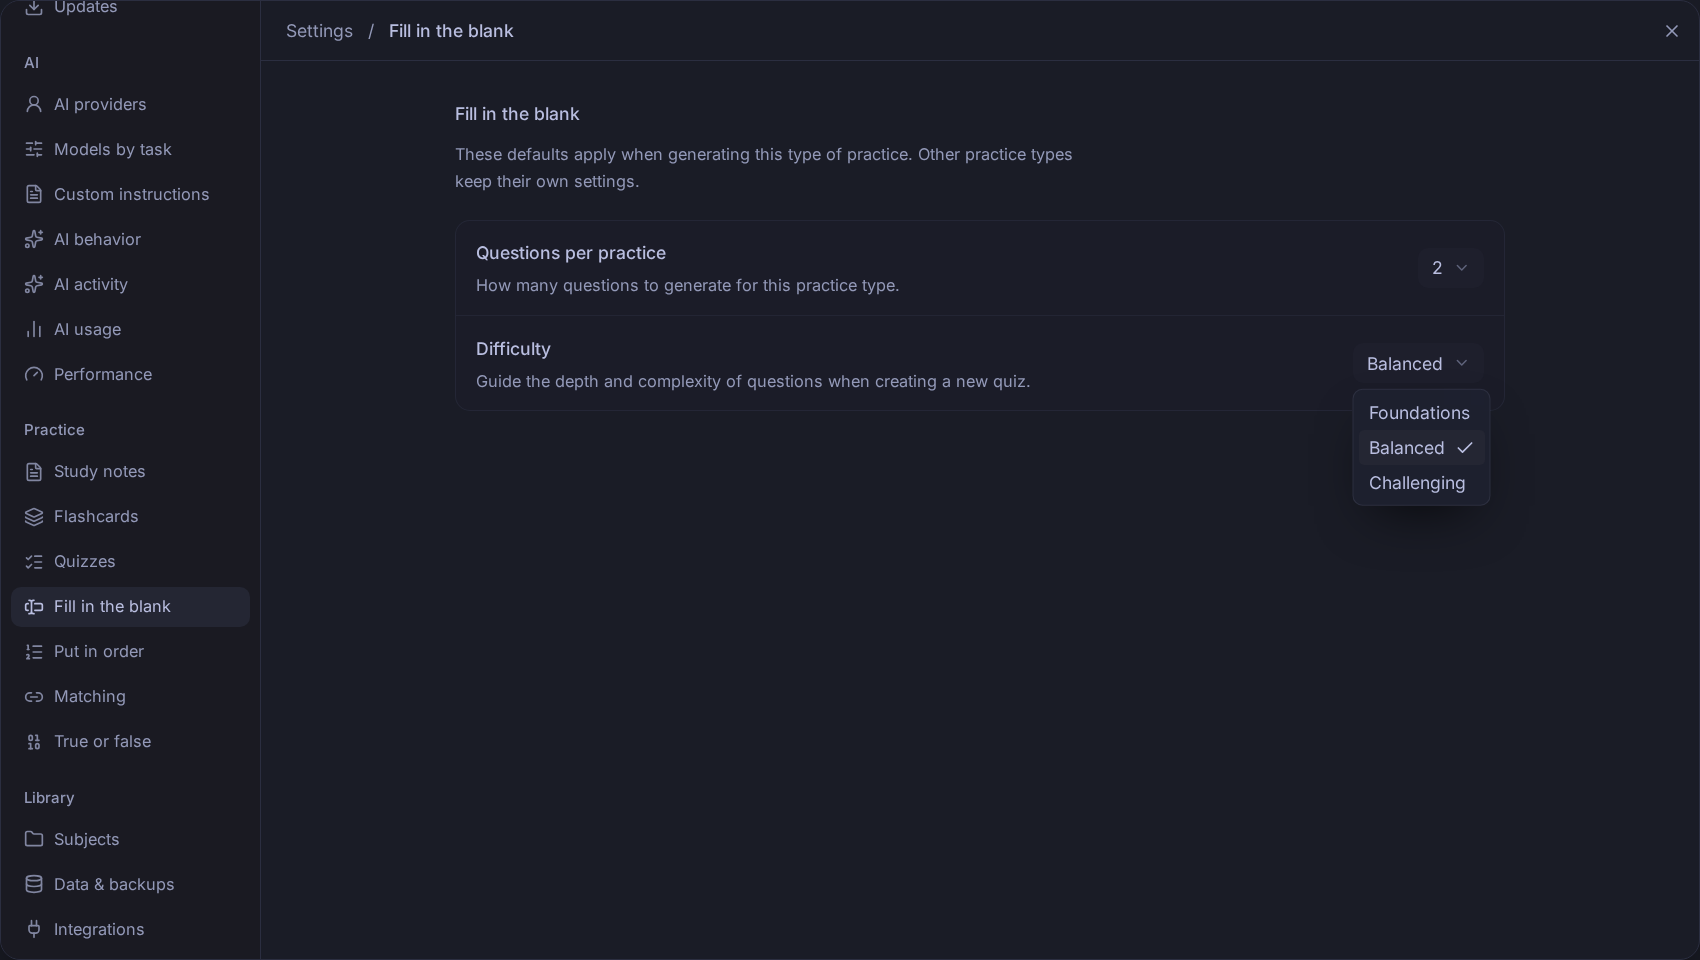 Updates
AI
AI providers
Models by task
Custom instructions
AI behavior
AI activity
AI usage
Performance
Practice
Study notes
Flashcards
Quizzes
Fill in the blank
Put in order
Matching
True or false
Library
Subjects
Data & backups
Integrations
Settings / Fill in the blank
Fill in the blank
These defaults apply when generating this type of practice. Other practice types
keep their own settings.
Questions per practice
How many questions to generate for this practice type.
2
Difficulty
Guide the depth and complexity of questions when creating a new quiz.
Balanced
Foundations
Balanced
Challenging